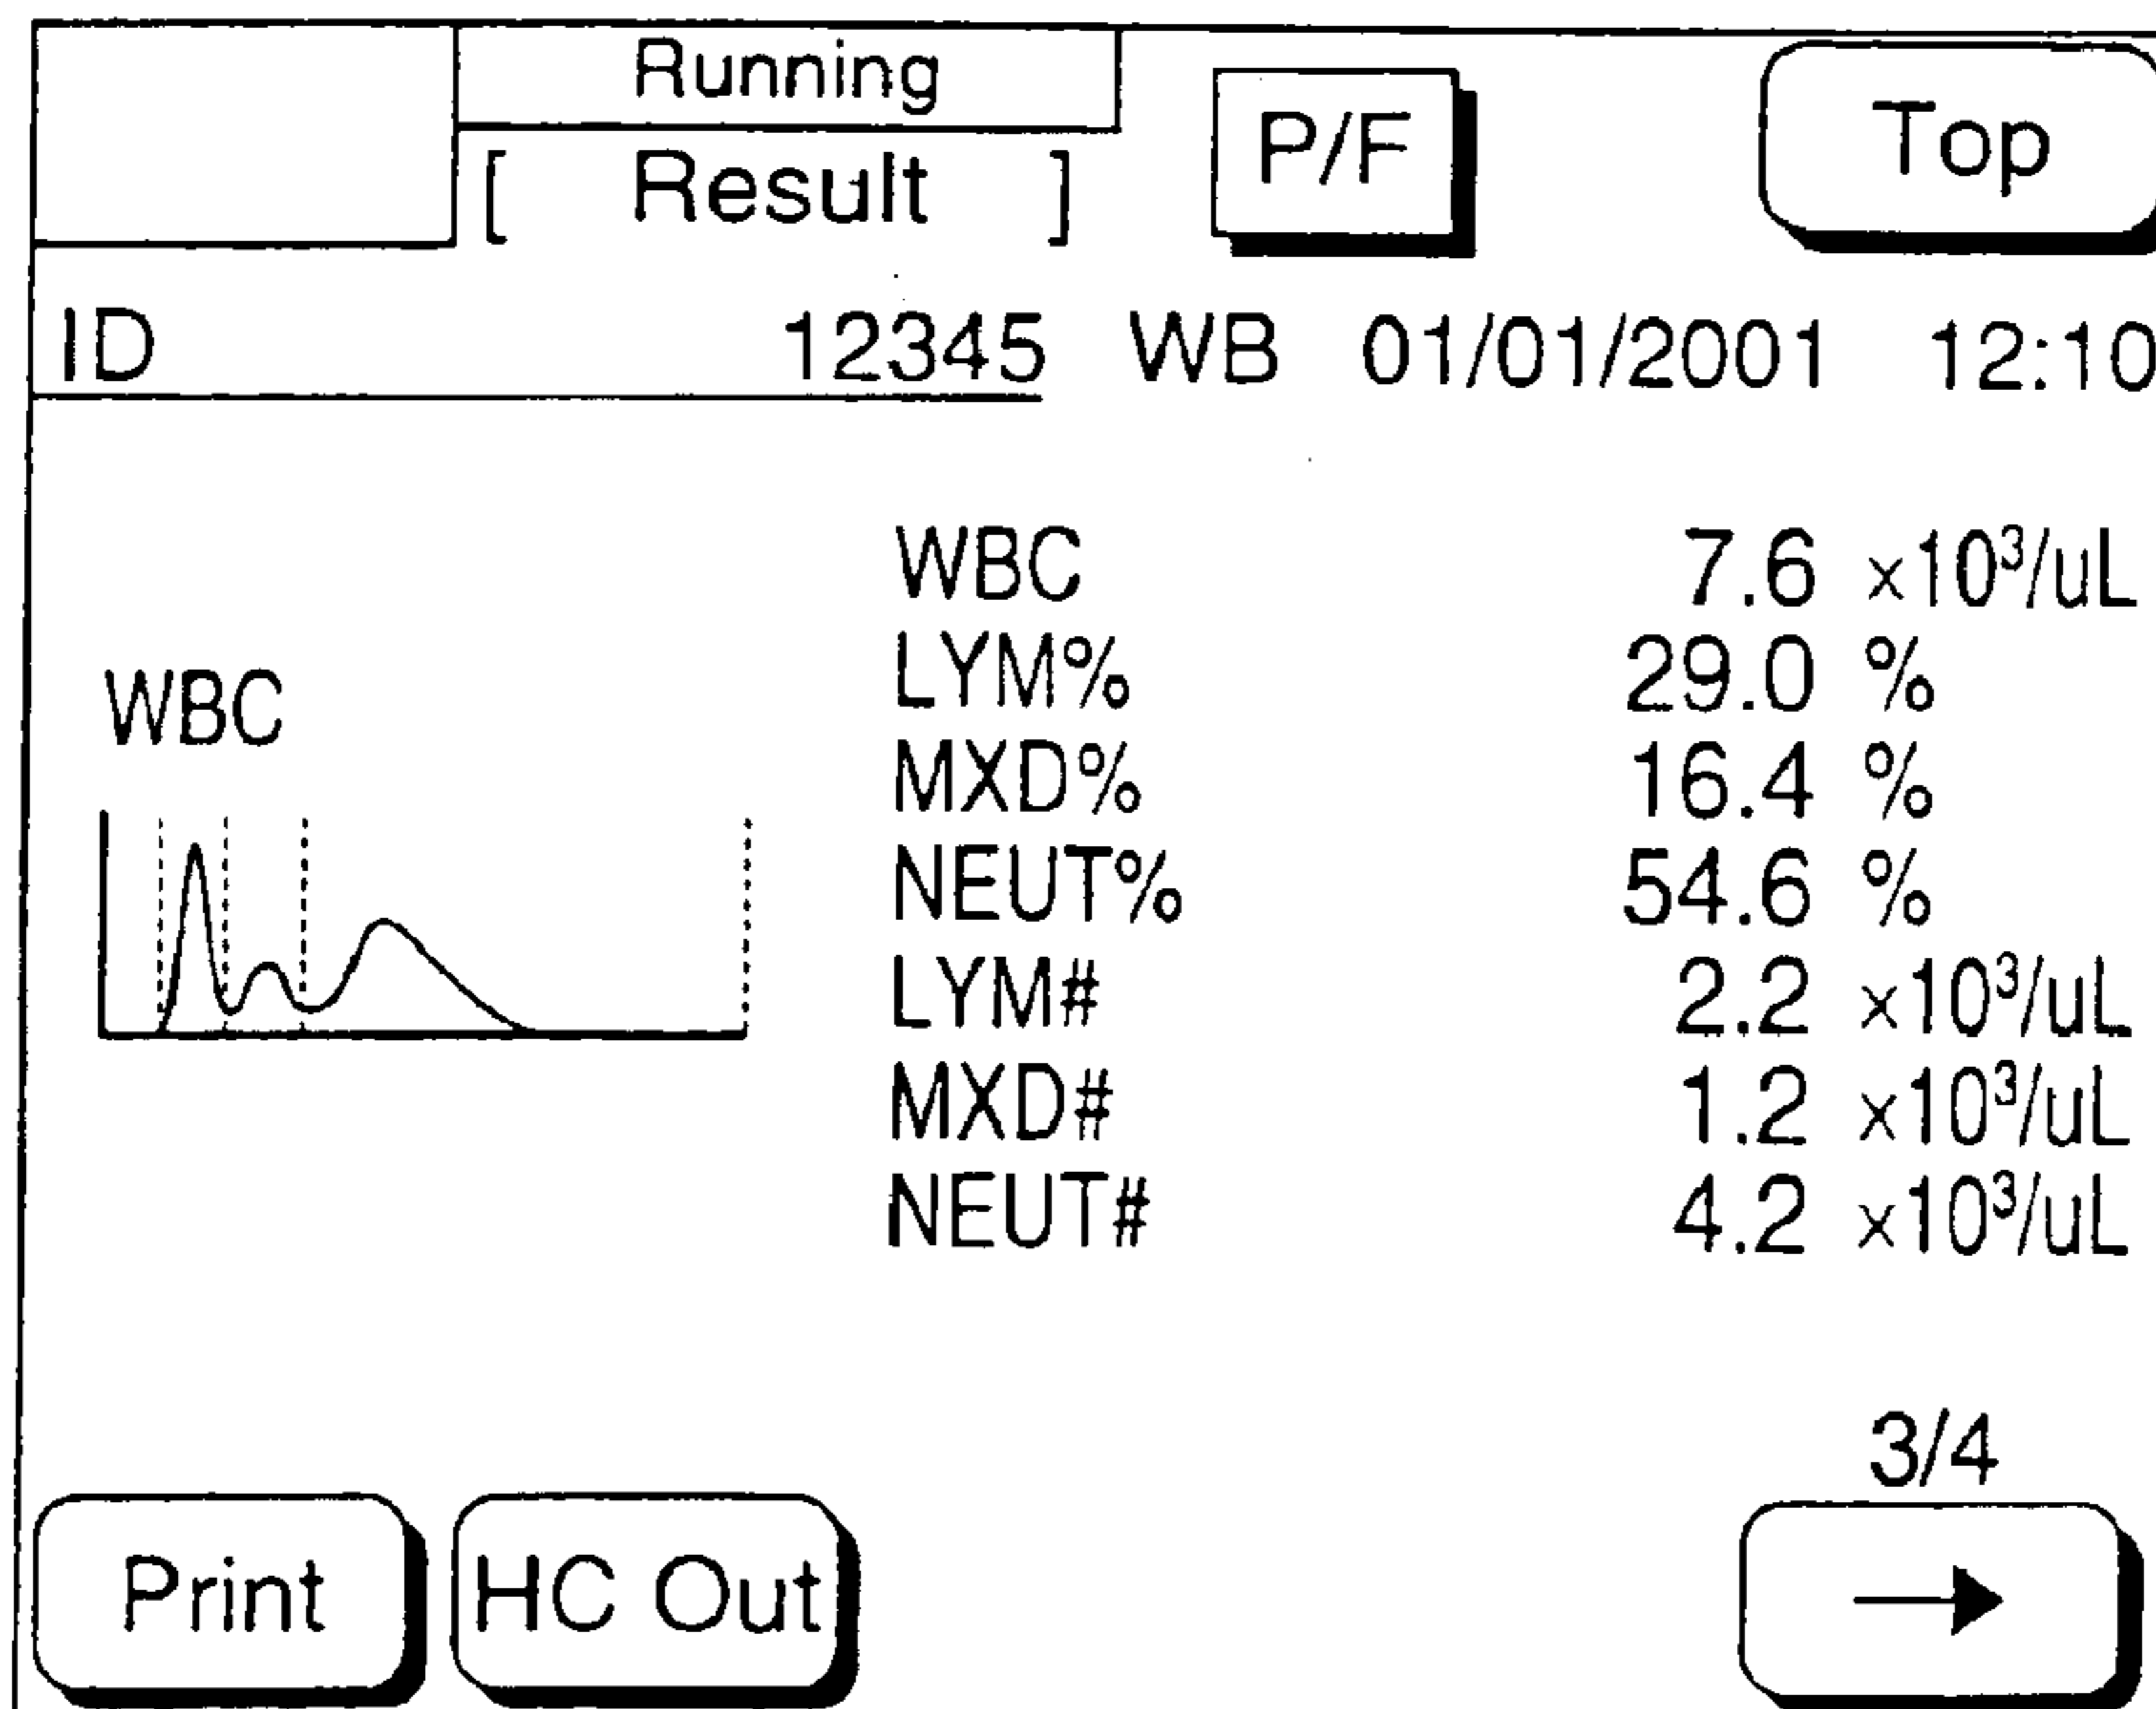 Running
[ Result ]
P/F
Top
ID 12345 WB 01/01/2001 12:10
WBC
WBC 7.6 ×10³/uL
LYM% 29.0 %
MXD% 16.4 %
NEUT% 54.6 %
LYM# 2.2 ×10³/uL
MXD# 1.2 ×10³/uL
NEUT# 4.2 ×10³/uL
3/4
Print
HC Out
→